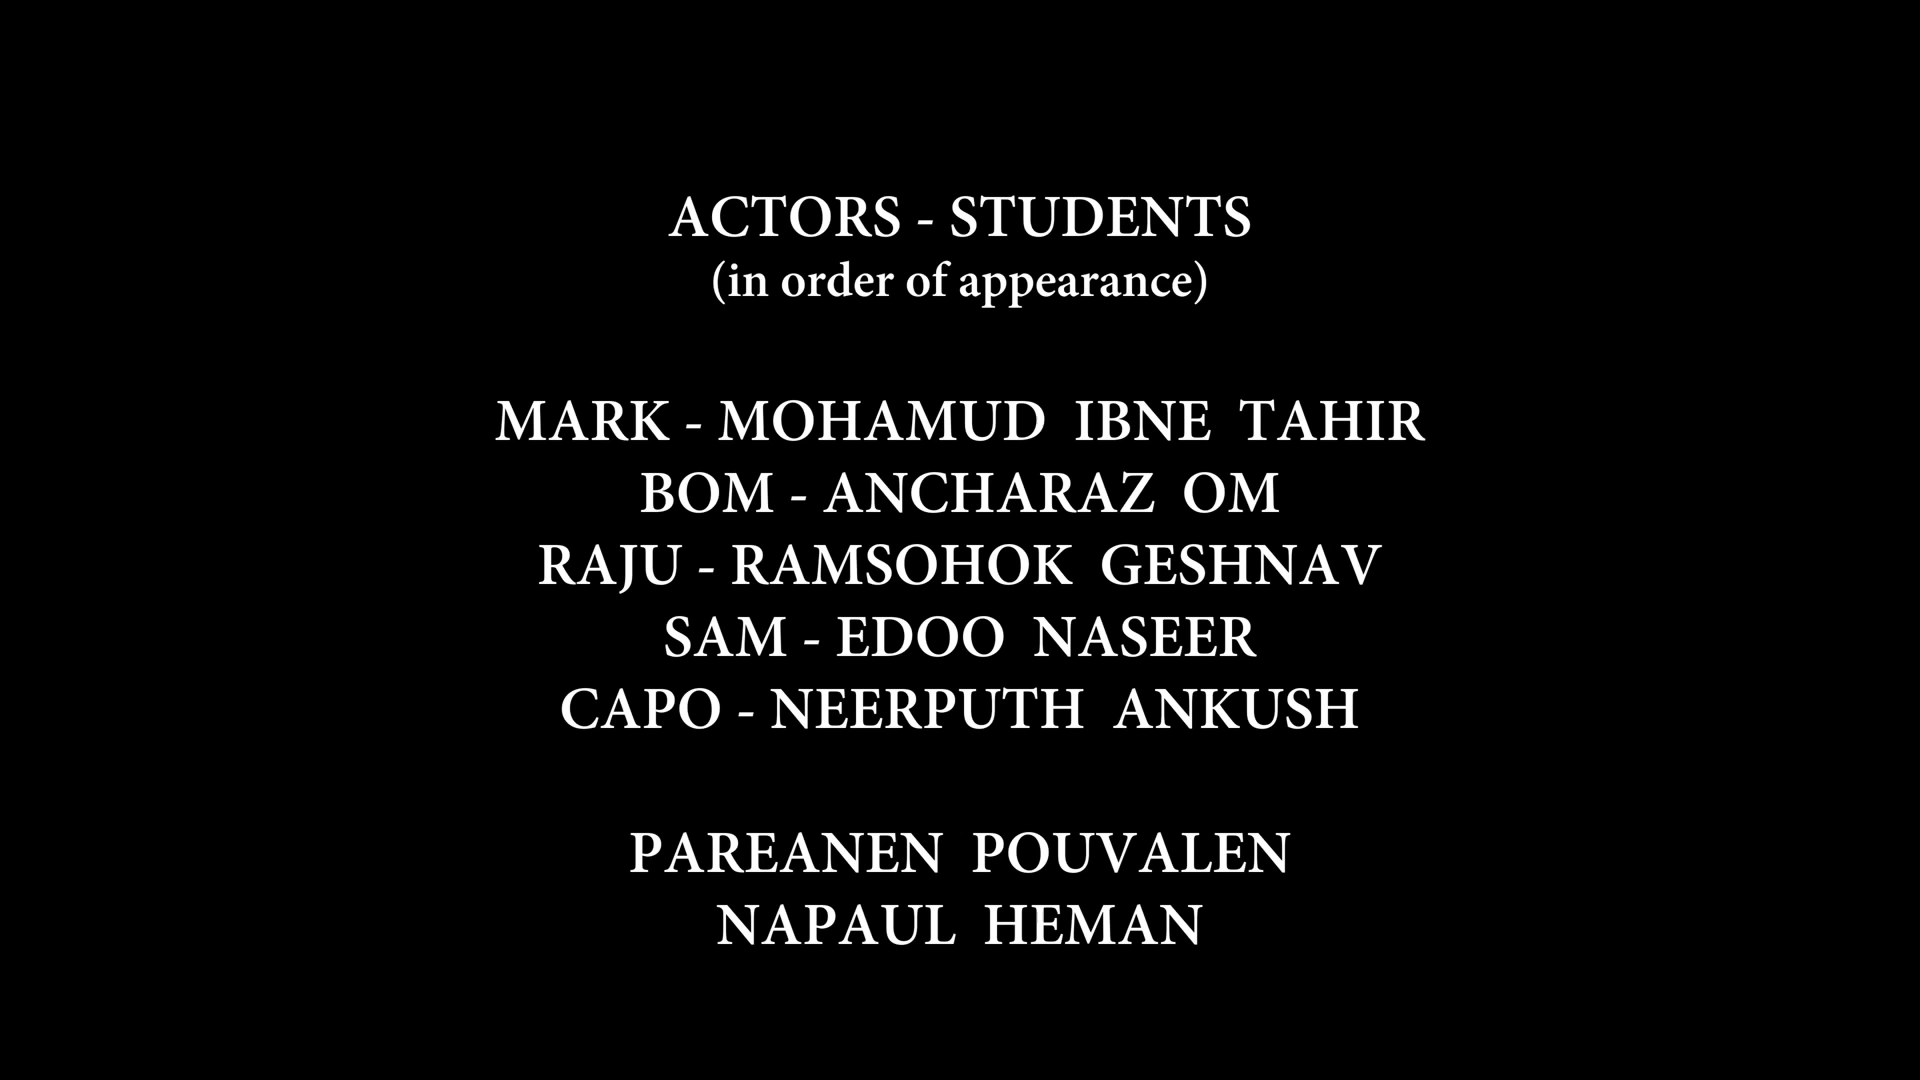 ACTORS - STUDENTS
(in order of appearance)
MARK - MOHAMUD IBNE TAHIR
BOM - ANCHARAZ OM
RAJU - RAMSOHOK GESHNAV
SAM - EDOO NASEER
CAPO - NEERPUTH ANKUSH
PAREANEN POUVALEN
NAPAUL HEMAN